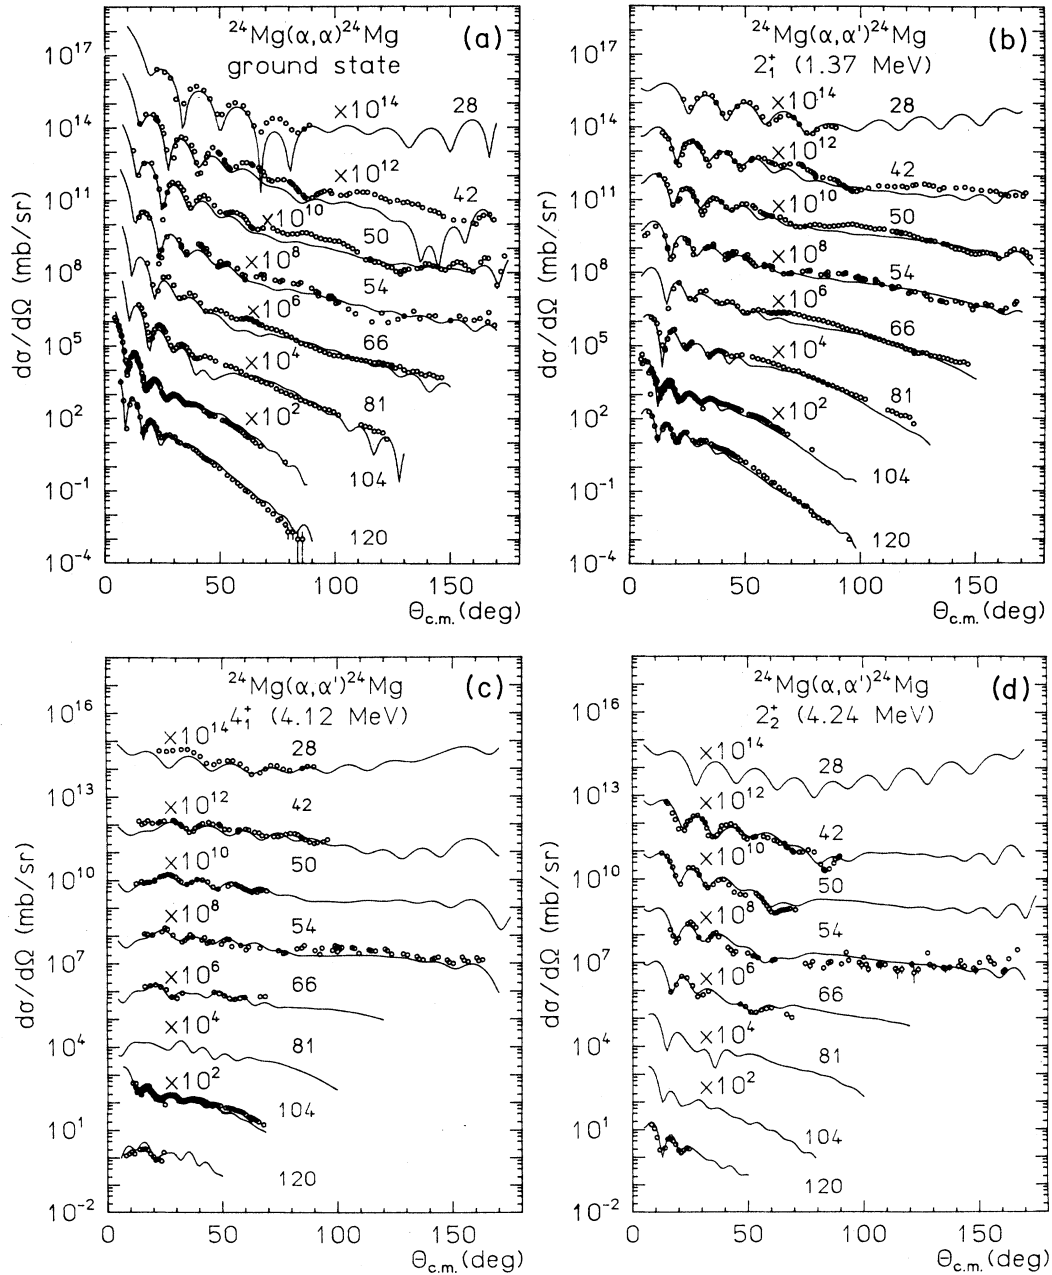 (a)
²⁴Mg(α,α)²⁴Mg
ground state
dσ/dΩ (mb/sr)
10¹⁷
10¹⁴
10¹¹
10⁸
10⁵
10²
10⁻¹
10⁻⁴
×10¹⁴ 28
×10¹² 42
×10¹⁰ 50
×10⁸ 54
×10⁶ 66
×10⁴ 81
×10² 104
120
0 50 100 150
Θc.m.(deg)
(b)
²⁴Mg(α,α')²⁴Mg
2₁⁺ (1.37 MeV)
dσ/dΩ (mb/sr)
10¹⁷
10¹⁴
10¹¹
10⁸
10⁵
10²
10⁻¹
10⁻⁴
×10¹⁴ 28
×10¹² 42
×10¹⁰ 50
×10⁸ 54
×10⁶ 66
×10⁴ 81
×10² 104
120
0 50 100 150
Θc.m.(deg)
(c)
²⁴Mg(α,α')²⁴Mg
4₁⁺ (4.12 MeV)
dσ/dΩ (mb/sr)
10¹⁶
10¹³
10¹⁰
10⁷
10⁴
10¹
10⁻²
×10¹⁴ 28
×10¹² 42
×10¹⁰ 50
×10⁸ 54
×10⁶ 66
×10⁴ 81
×10² 104
120
0 50 100 150
Θc.m.(deg)
(d)
²⁴Mg(α,α')²⁴Mg
2₂⁺ (4.24 MeV)
dσ/dΩ (mb/sr)
10¹⁶
10¹³
10¹⁰
10⁷
10⁴
10¹
10⁻²
×10¹⁴ 28
×10¹² 42
×10¹⁰ 50
×10⁸ 54
×10⁶ 66
×10⁴ 81
×10² 104
120
0 50 100 150
Θc.m.(deg)